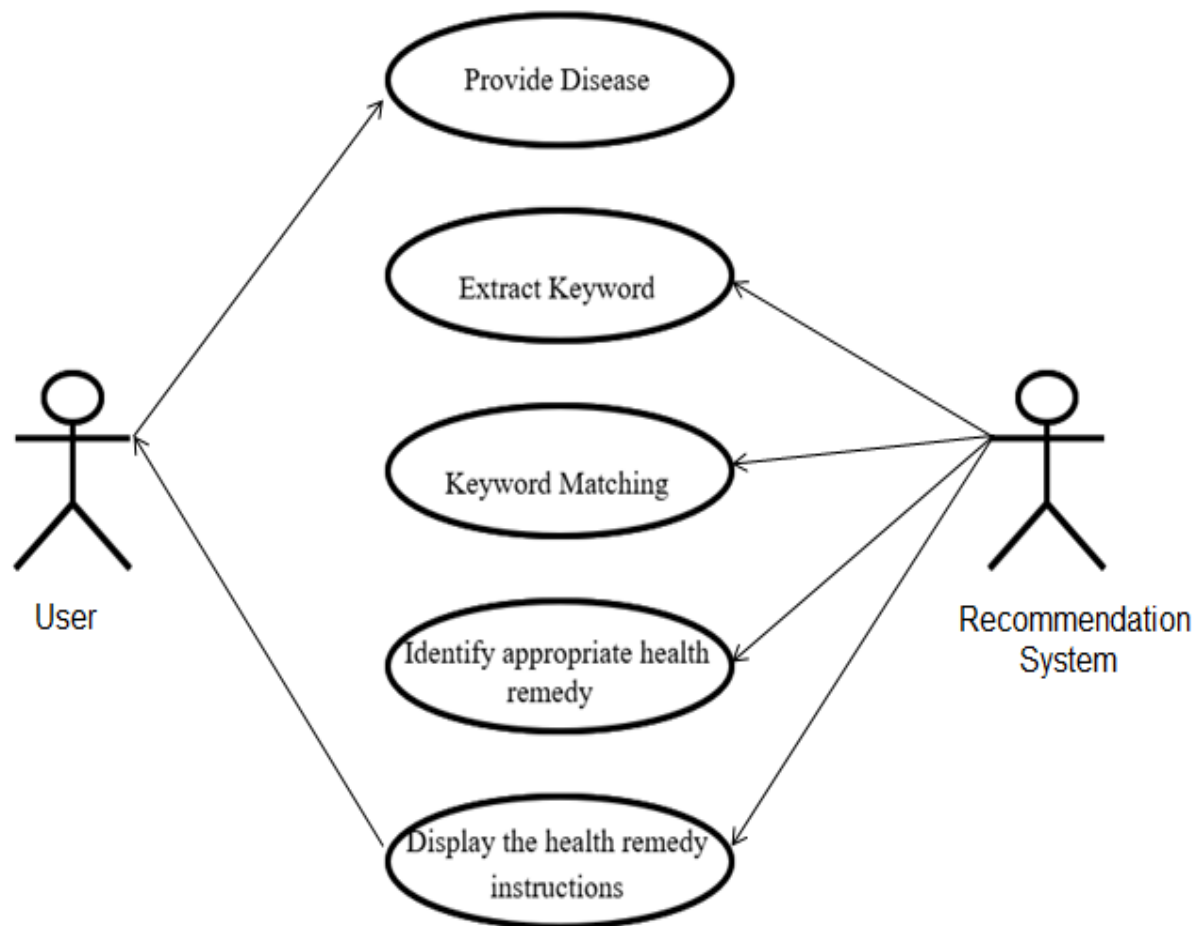 Provide Disease
Extract Keyword
Keyword Matching
User
Identify appropriate health
remedy
Recommendation
System
Display the health remedy
instructions